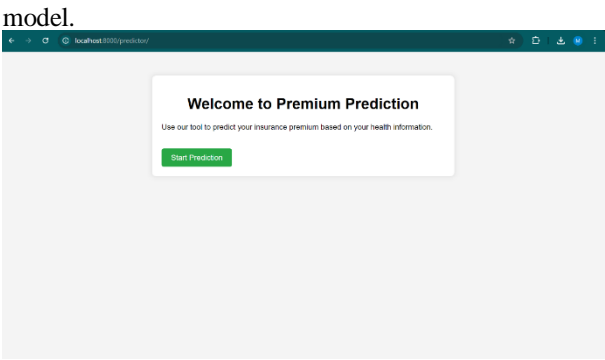 model.
localhost:8000/predictor/
Welcome to Premium Prediction
Use our tool to predict your insurance premium based on your health information.
Start Prediction